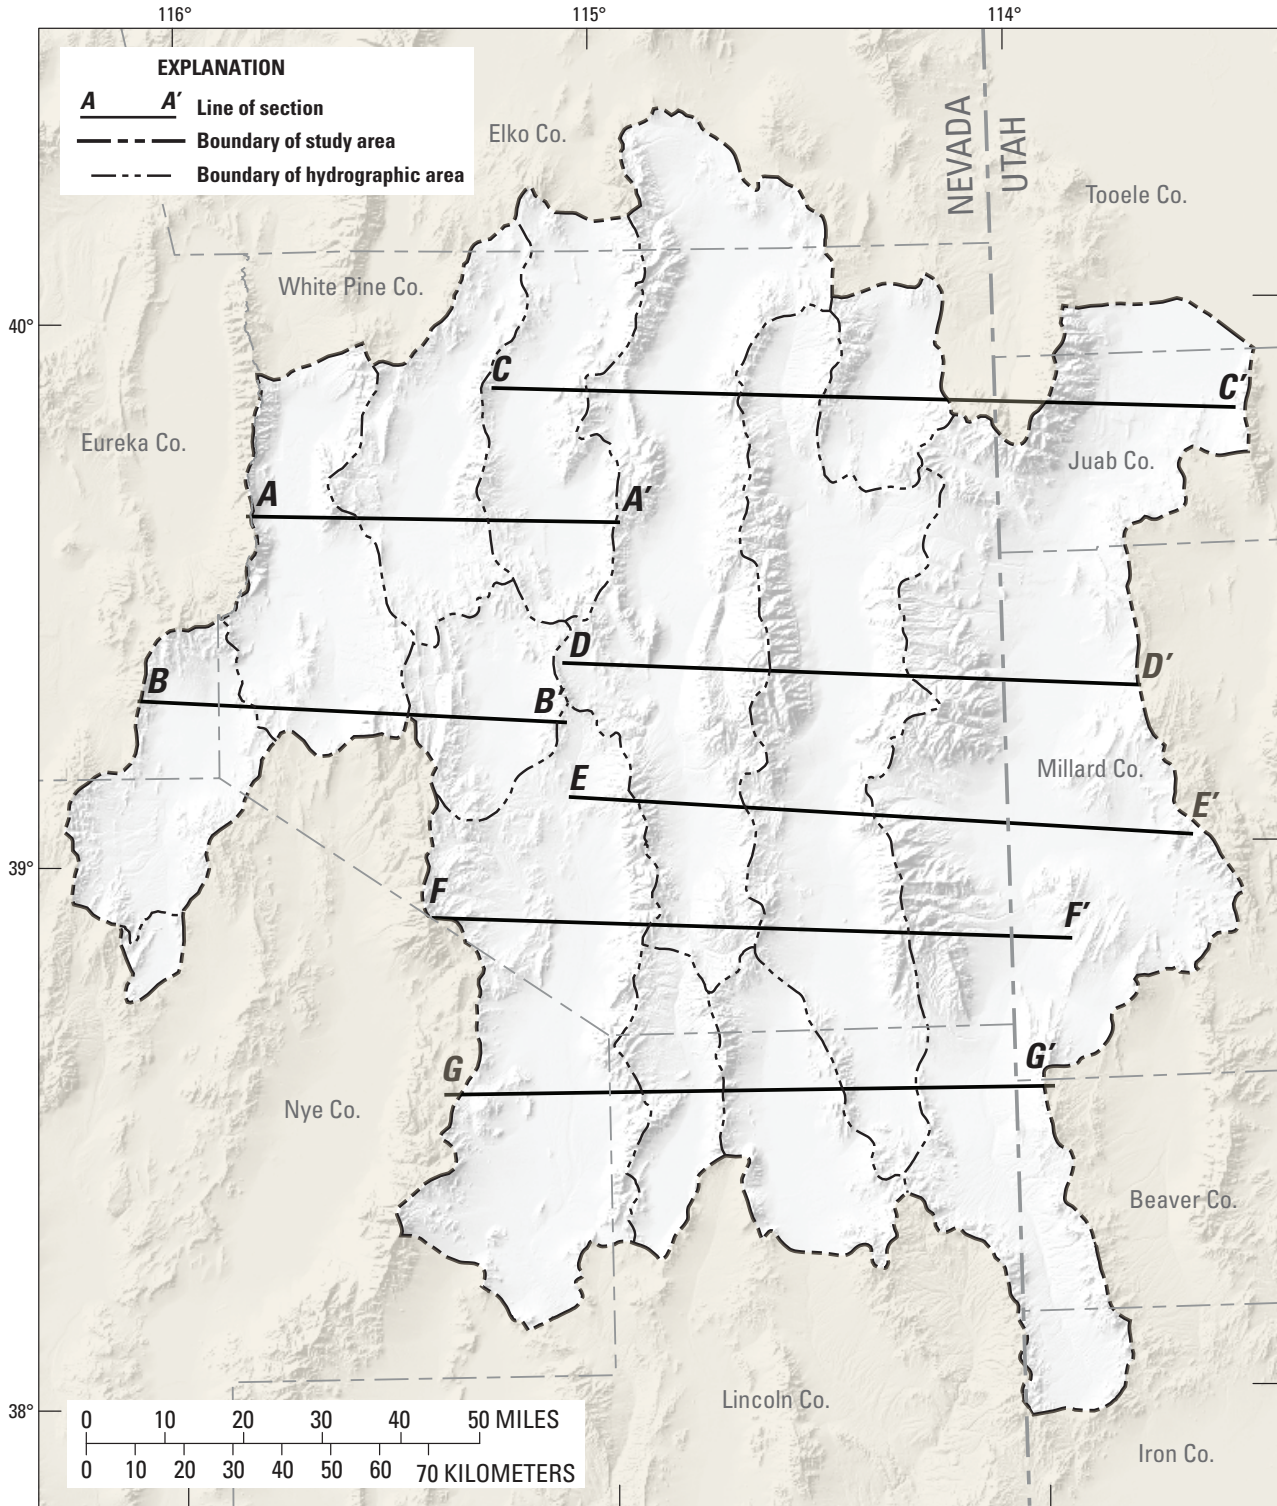 116°
115°
114°
EXPLANATION
A A′ Line of section
Boundary of study area
Boundary of hydrographic area
Elko Co.
NEVADA
UTAH
Tooele Co.
White Pine Co.
40°
C
C′
Eureka Co.
Juab Co.
A
A′
D
D′
B
B′
Millard Co.
E
E′
39°
F
F′
G
G′
Nye Co.
Beaver Co.
Lincoln Co.
38°
0 10 20 30 40 50 MILES
0 10 20 30 40 50 60 70 KILOMETERS
Iron Co.